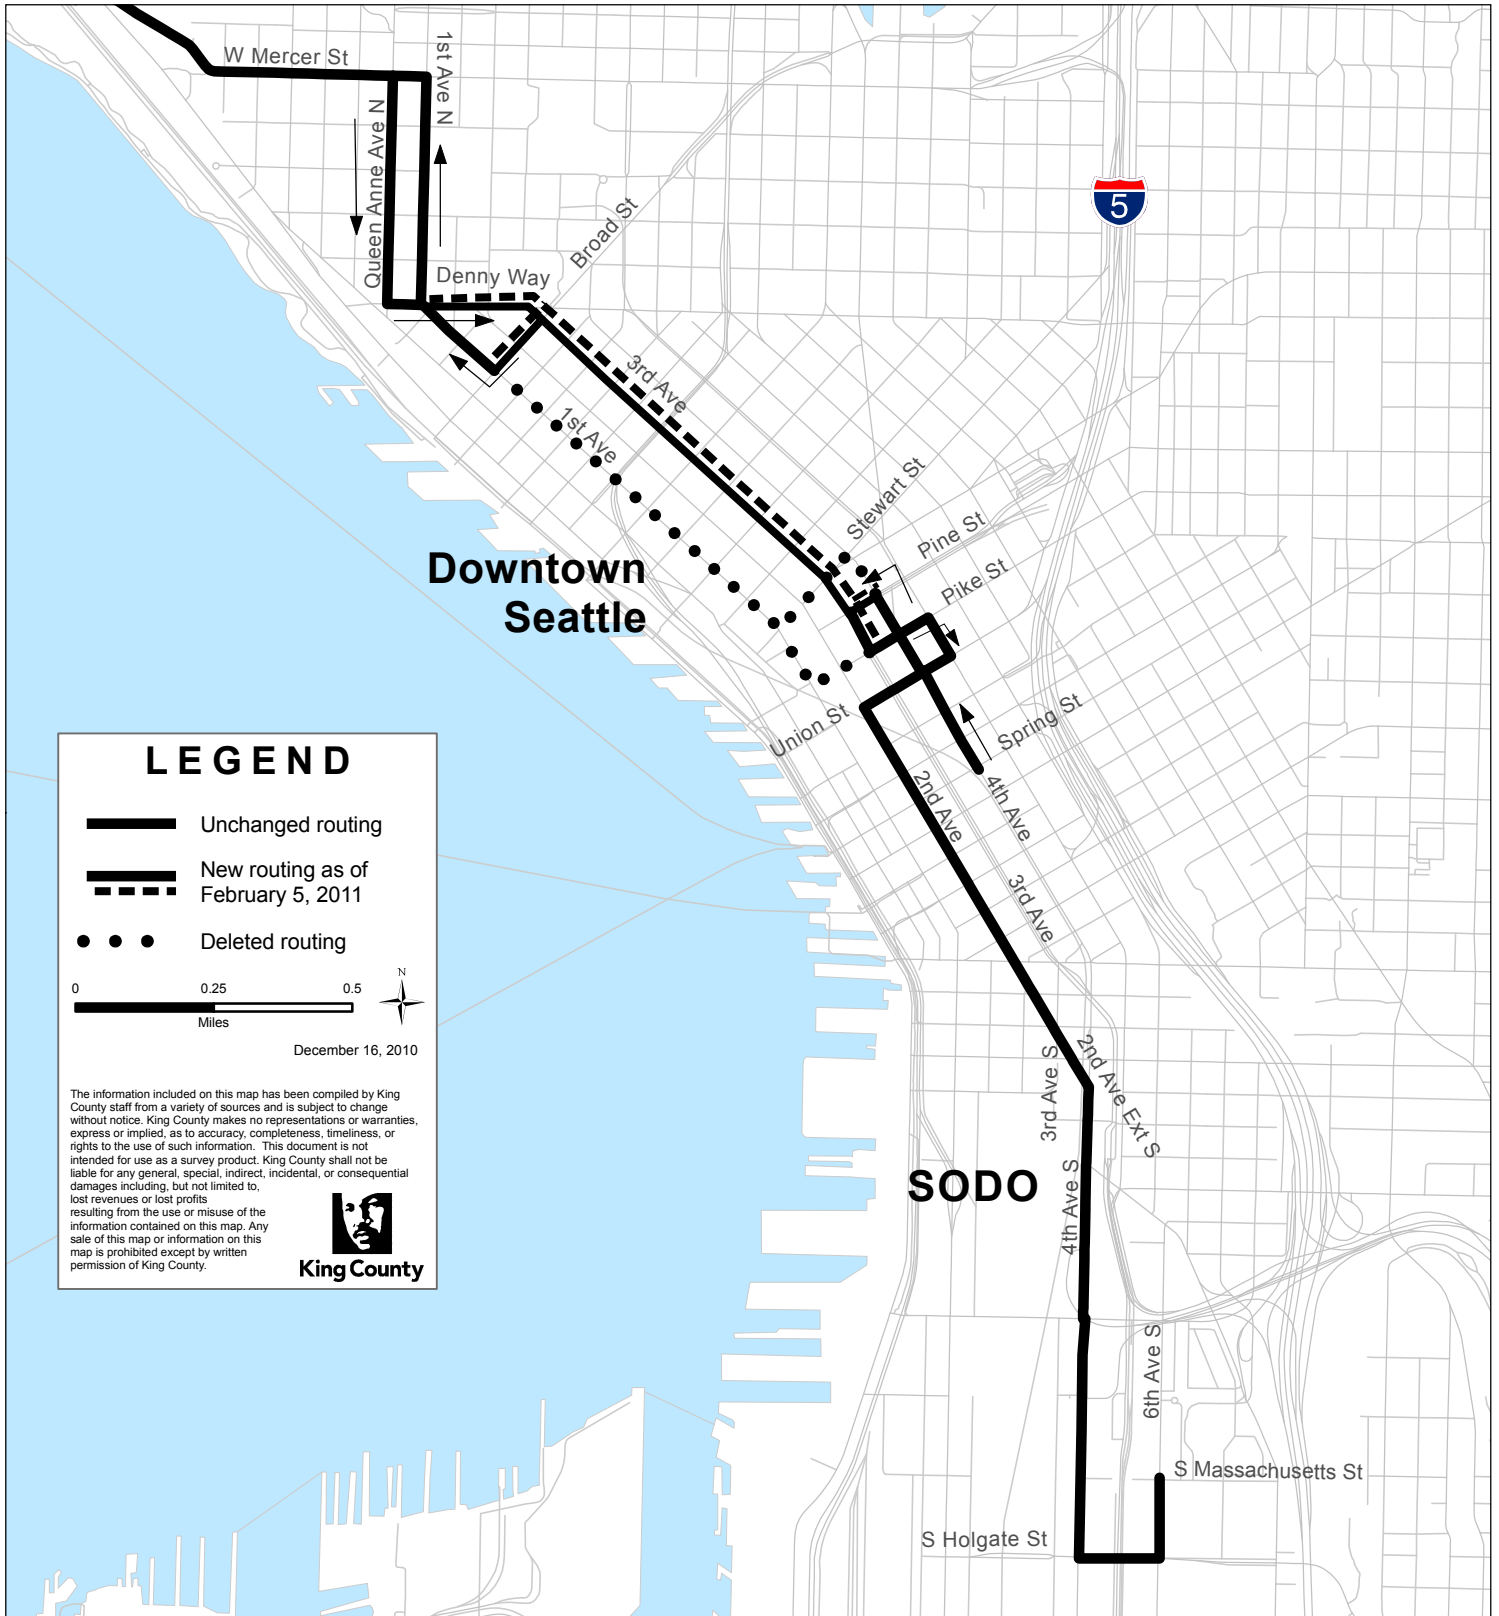 W Mercer St
1st Ave N
Queen Anne Ave N
5
Broad St
Denny Way
3rd Ave
1st Ave
Stewart St
Pine St
Pike St
Downtown
Seattle
Union St
Spring St
2nd Ave
4th Ave
3rd Ave
LEGEND
Unchanged routing
New routing as of
February 5, 2011
Deleted routing
0 0.25 0.5
Miles
N
December 16, 2010
The information included on this map has been compiled by King
County staff from a variety of sources and is subject to change
without notice. King County makes no representations or warranties,
express or implied, as to accuracy, completeness, timeliness, or
rights to the use of such information. This document is not
intended for use as a survey product. King County shall not be
liable for any general, special, indirect, incidental, or consequential
damages including, but not limited to,
lost revenues or lost profits
resulting from the use or misuse of the
information contained on this map. Any
sale of this map or information on this
map is prohibited except by written
permission of King County.
King County
3rd Ave S
2nd Ave Ext S
SODO
4th Ave S
6th Ave S
S Massachusetts St
S Holgate St